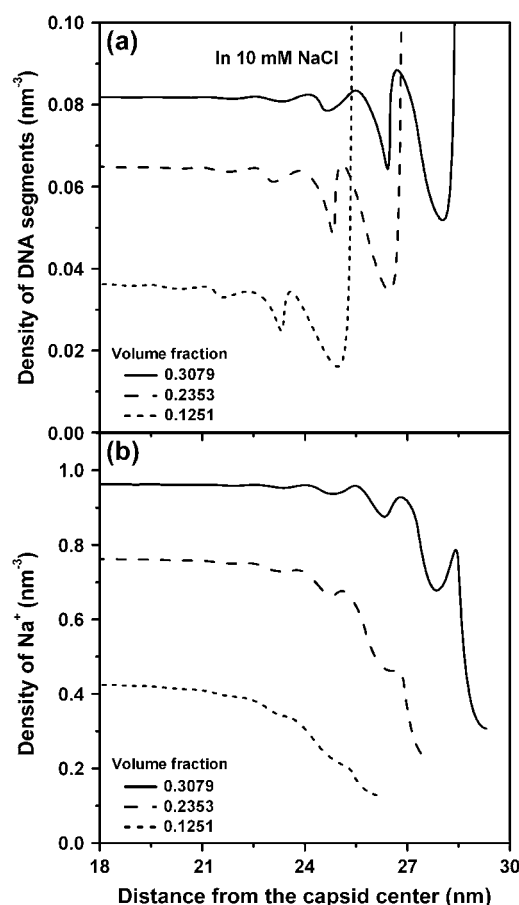 (a)
In 10 mM NaCl
0.10
0.08
0.06
0.04
0.02
0.00
Density of DNA segments (nm⁻³)
Volume fraction
0.3079
0.2353
0.1251
(b)
1.0
0.8
0.6
0.4
0.2
0.0
Density of Na⁺ (nm⁻³)
Volume fraction
0.3079
0.2353
0.1251
18 21 24 27 30
Distance from the capsid center (nm)